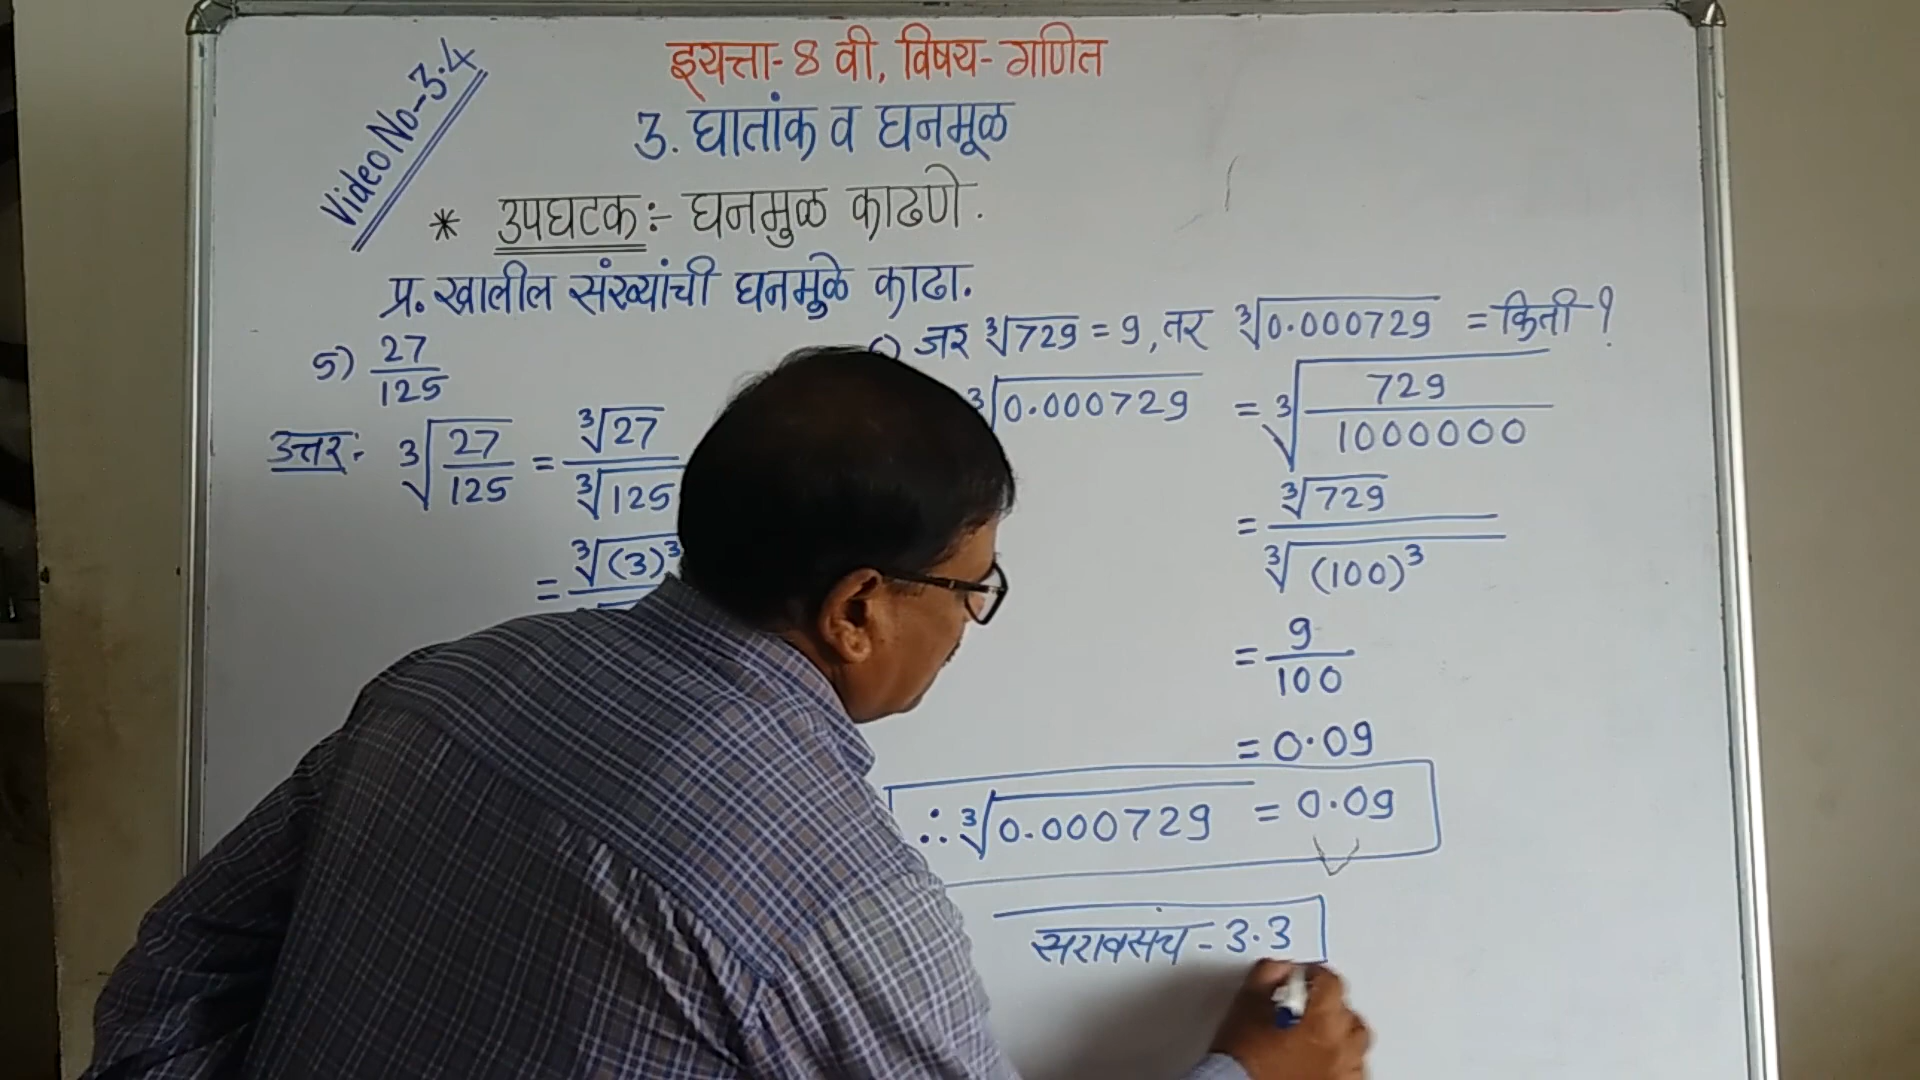 Video No-3.4
इयत्ता- 8 वी, विषय- गणित
3. घातांक व घनमूळ
* उपघटक:- घनमुळ काढणे.
प्र. खालील संख्यांची घनमुळे काढा.
5) 27/125
उत्तर:- ∛(27/125) = ∛27/∛125
= ∛(3)³
जर ∛729 = 9, तर ∛0.000729 = किती?
∛0.000729 = ∛(729/1000000)
= ∛729/∛(100)³
= 9/100
= 0.09
∴ ∛0.000729 = 0.09
सरावसंच - 3.3